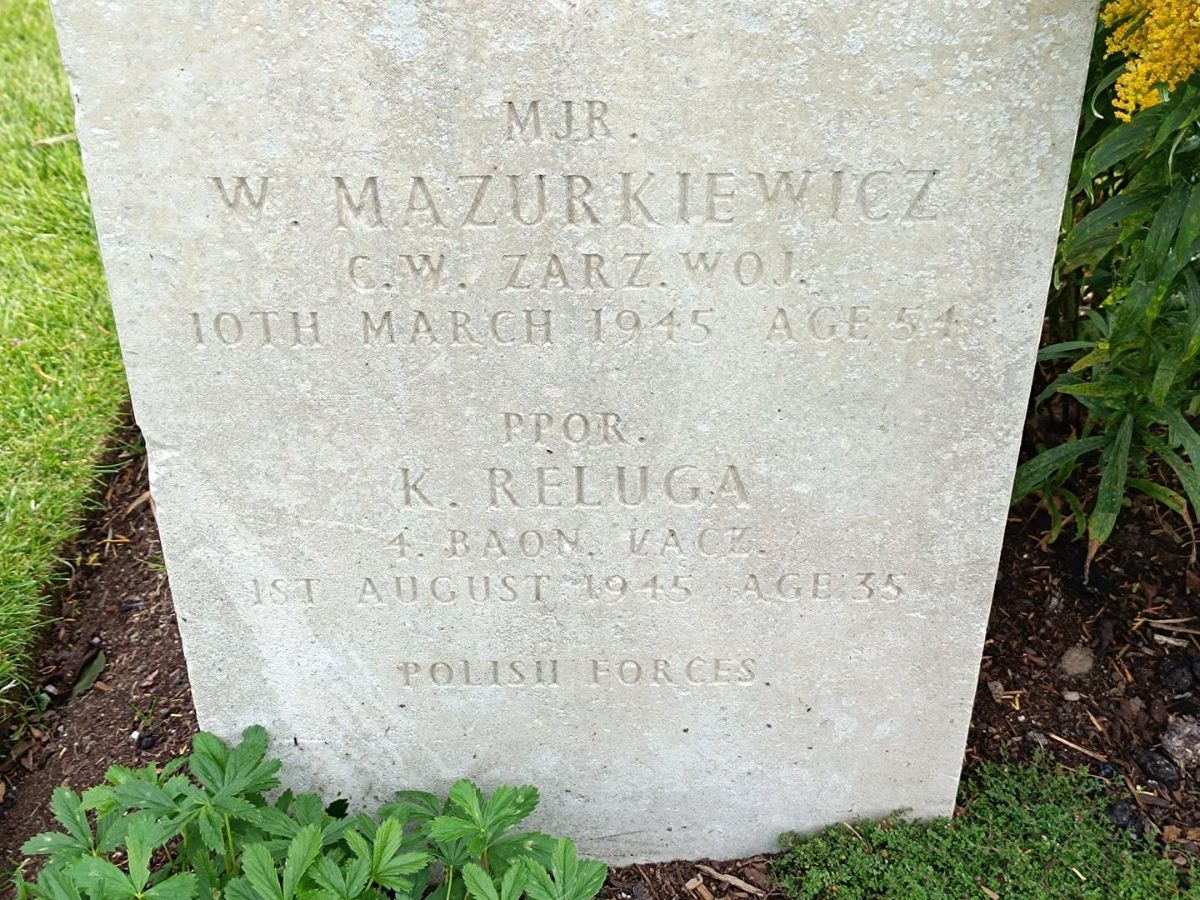 MJR.
W. MAZURKIEWICZ
C.W. ZARZ. WOJ.
10TH MARCH 1945 AGE 54
PPOR.
K. RELUGA
4. BAON. ŁACZ.
1ST AUGUST 1945 AGE 35
POLISH FORCES